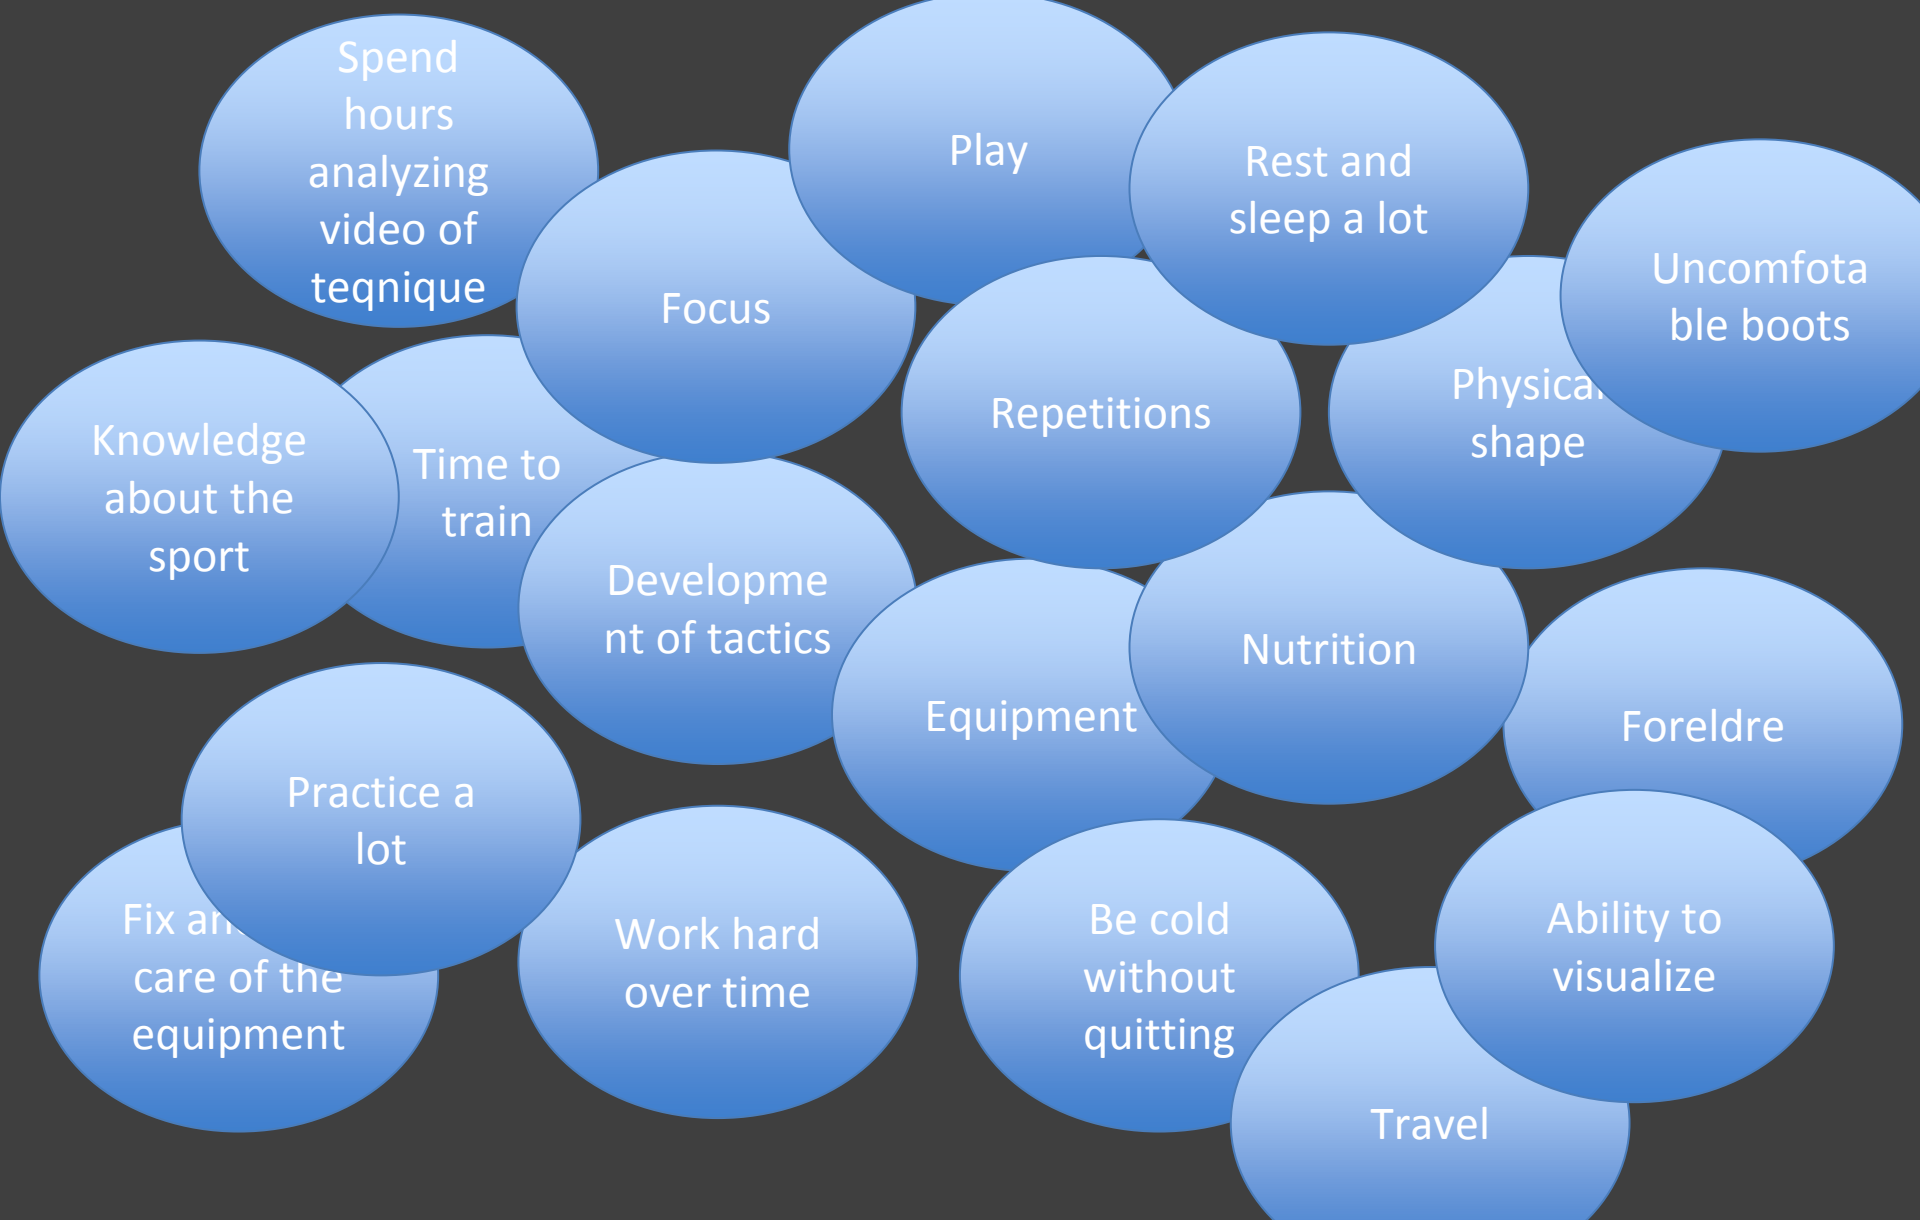 Spend
hours
analyzing
video of
teqnique
Play
Rest and
sleep a lot
Uncomfota
ble boots
Focus
Repetitions
Physical
shape
Knowledge
about the
sport
Time to
train
Developme
nt of tactics
Equipment
Nutrition
Foreldre
Practice a
lot
Fix
care of the
equipment
Work hard
over time
Be cold
without
quitting
Ability to
visualize
Travel